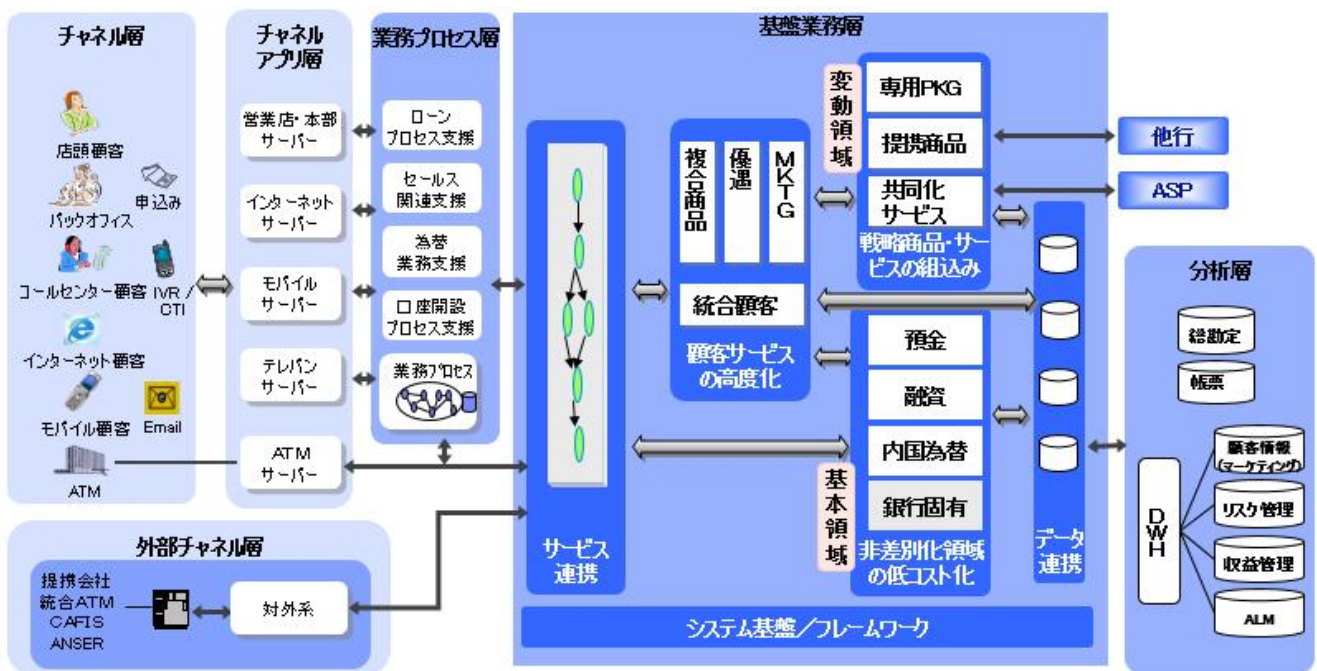 チャネル層
店頭顧客
バックオフィス
申込み
コールセンター顧客
IVR /
CTI
インターネット顧客
モバイル顧客
Email
ATM
チャネル
アプリ層
営業店・本部
サーバー
インターネット
サーバー
モバイル
サーバー
テレバン
サーバー
ATM
サーバー
業務プロセス層
ローン
プロセス支援
セールス
関連支援
為替
業務支援
口座開設
プロセス支援
業務プロセス
外部チャネル層
提携会社
統合ATM
CAFIS
ANSER
対外系
基盤業務層
サービス
連携
複合商品
優遇
MKTG
統合顧客
顧客サービス
の高度化
変動領域
専用PKG
提携商品
共同化
サービス
戦略商品・サー
ビスの組込み
基本領域
預金
融資
内国為替
銀行固有
非差別化領域
の低コスト化
データ
連携
システム基盤／フレームワーク
他行
ASP
分析層
総勘定
帳票
DWH
顧客情報
(マーケティング)
リスク管理
収益管理
ALM